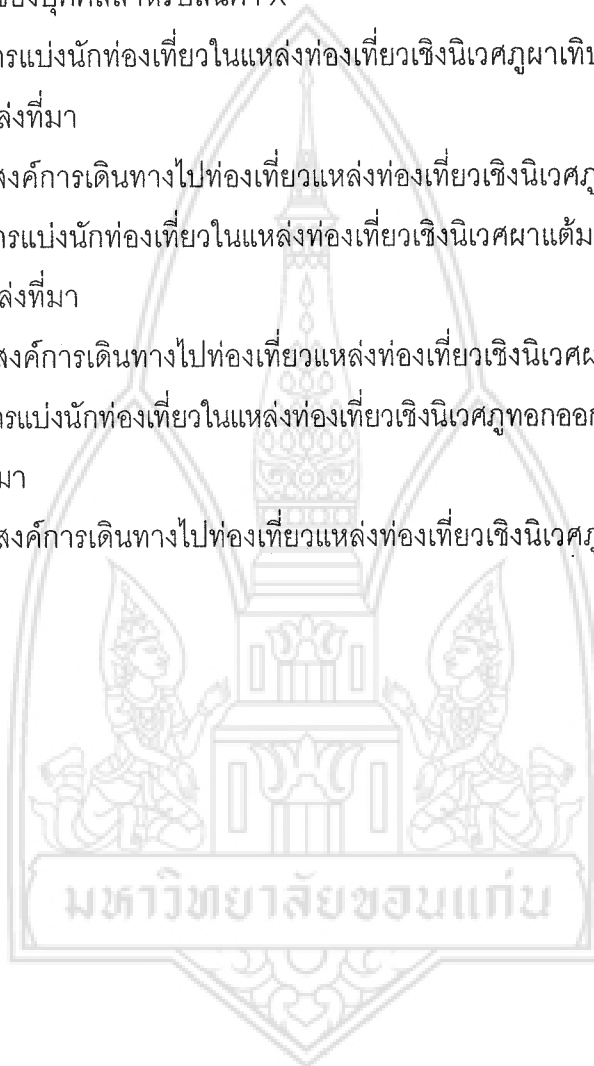 ของบุคคลสำหรับสินค้า X
ารแบ่งนักท่องเที่ยวในแหล่งท่องเที่ยวเชิงนิเวศภูผาเทิบ
ล่งที่มา
สงค์การเดินทางไปท่องเที่ยวแหล่งท่องเที่ยวเชิงนิเวศภู
ารแบ่งนักท่องเที่ยวในแหล่งท่องเที่ยวเชิงนิเวศผาแต้ม
ล่งที่มา
สงค์การเดินทางไปท่องเที่ยวแหล่งท่องเที่ยวเชิงนิเวศผ
ารแบ่งนักท่องเที่ยวในแหล่งท่องเที่ยวเชิงนิเวศภูทอกออก
มา
สงค์การเดินทางไปท่องเที่ยวแหล่งท่องเที่ยวเชิงนิเวศภู
มหาวิทยาลัยขอนแก่น